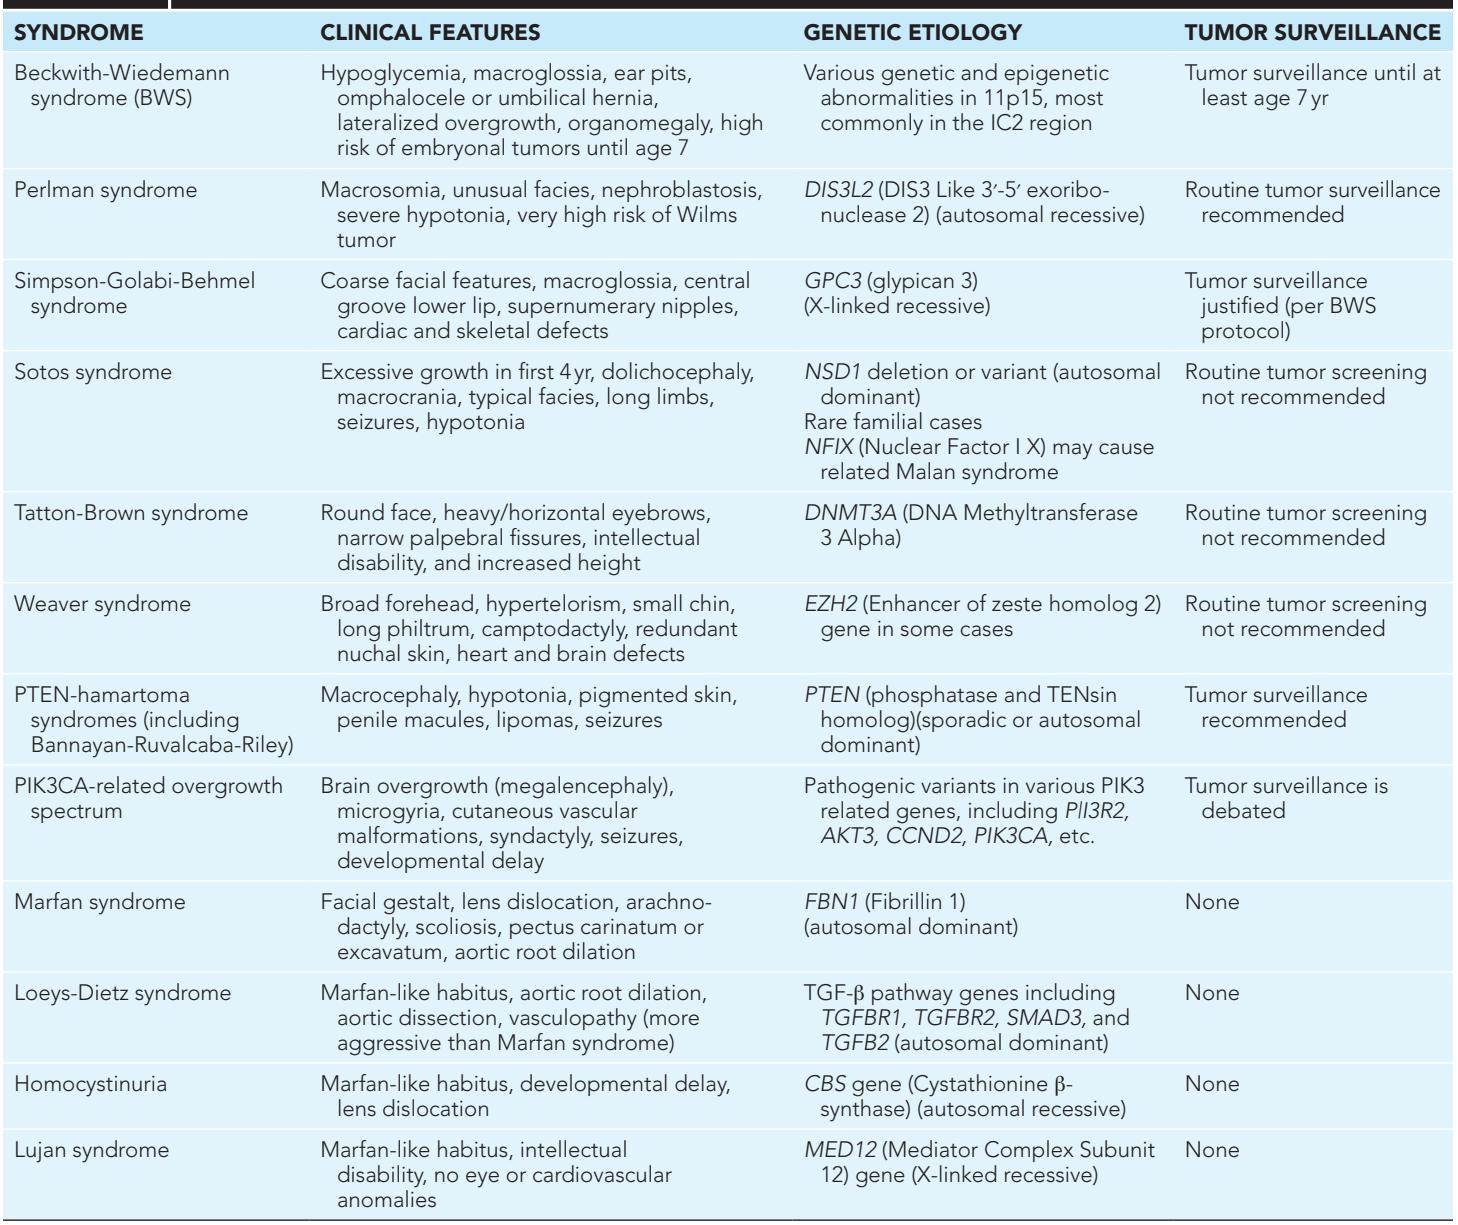 SYNDROME CLINICAL FEATURES GENETIC ETIOLOGY TUMOR SURVEILLANCE
Beckwith-Wiedemann
syndrome (BWS)
Hypoglycemia, macroglossia, ear pits,
omphalocele or umbilical hernia,
lateralized overgrowth, organomegaly, high
risk of embryonal tumors until age 7
Various genetic and epigenetic
abnormalities in 11p15, most
commonly in the IC2 region
Tumor surveillance until at
least age 7 yr
Perlman syndrome
Macrosomia, unusual facies, nephroblastosis,
severe hypotonia, very high risk of Wilms
tumor
DIS3L2 (DIS3 Like 3′-5′ exoribo-
nuclease 2) (autosomal recessive)
Routine tumor surveillance
recommended
Simpson-Golabi-Behmel
syndrome
Coarse facial features, macroglossia, central
groove lower lip, supernumerary nipples,
cardiac and skeletal defects
GPC3 (glypican 3)
(X-linked recessive)
Tumor surveillance
justified (per BWS
protocol)
Sotos syndrome
Excessive growth in first 4 yr, dolichocephaly,
macrocrania, typical facies, long limbs,
seizures, hypotonia
NSD1 deletion or variant (autosomal
dominant)
Rare familial cases
NFIX (Nuclear Factor I X) may cause
related Malan syndrome
Routine tumor screening
not recommended
Tatton-Brown syndrome
Round face, heavy/horizontal eyebrows,
narrow palpebral fissures, intellectual
disability, and increased height
DNMT3A (DNA Methyltransferase
3 Alpha)
Routine tumor screening
not recommended
Weaver syndrome
Broad forehead, hypertelorism, small chin,
long philtrum, camptodactyly, redundant
nuchal skin, heart and brain defects
EZH2 (Enhancer of zeste homolog 2)
gene in some cases
Routine tumor screening
not recommended
PTEN-hamartoma
syndromes (including
Bannayan-Ruvalcaba-Riley)
Macrocephaly, hypotonia, pigmented skin,
penile macules, lipomas, seizures
PTEN (phosphatase and TENsin
homolog)(sporadic or autosomal
dominant)
Tumor surveillance
recommended
PIK3CA-related overgrowth
spectrum
Brain overgrowth (megalencephaly),
microgyria, cutaneous vascular
malformations, syndactyly, seizures,
developmental delay
Pathogenic variants in various PIK3
related genes, including PlI3R2,
AKT3, CCND2, PIK3CA, etc.
Tumor surveillance is
debated
Marfan syndrome
Facial gestalt, lens dislocation, arachno-
dactyly, scoliosis, pectus carinatum or
excavatum, aortic root dilation
FBN1 (Fibrillin 1)
(autosomal dominant)
None
Loeys-Dietz syndrome
Marfan-like habitus, aortic root dilation,
aortic dissection, vasculopathy (more
aggressive than Marfan syndrome)
TGF-β pathway genes including
TGFBR1, TGFBR2, SMAD3, and
TGFB2 (autosomal dominant)
None
Homocystinuria
Marfan-like habitus, developmental delay,
lens dislocation
CBS gene (Cystathionine β-
synthase) (autosomal recessive)
None
Lujan syndrome
Marfan-like habitus, intellectual
disability, no eye or cardiovascular
anomalies
MED12 (Mediator Complex Subunit
12) gene (X-linked recessive)
None